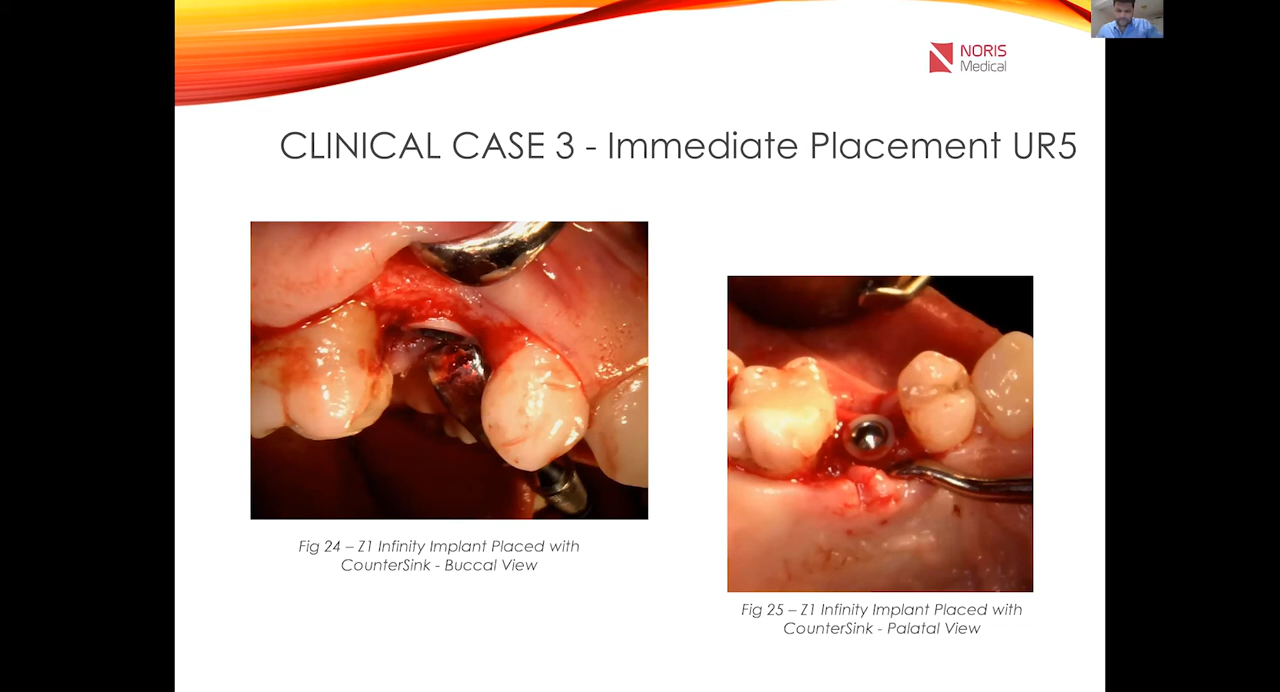 NORIS
Medical
CLINICAL CASE 3 - Immediate Placement UR5
Fig 24 – Z1 Infinity Implant Placed with
CounterSink - Buccal View
Fig 25 – Z1 Infinity Implant Placed with
CounterSink - Palatal View